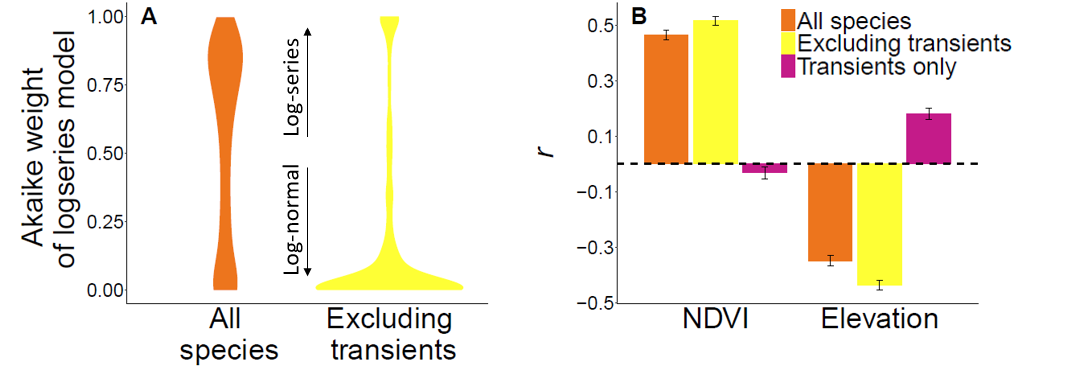 A
Akaike weight
of logseries model
1.00
0.75
0.50
0.25
0.00
Log-series
Log-normal
All
species
Excluding
transients
B
All species
Excluding transients
Transients only
r
0.5
0.3
0.1
−0.1
−0.3
−0.5
NDVI
Elevation